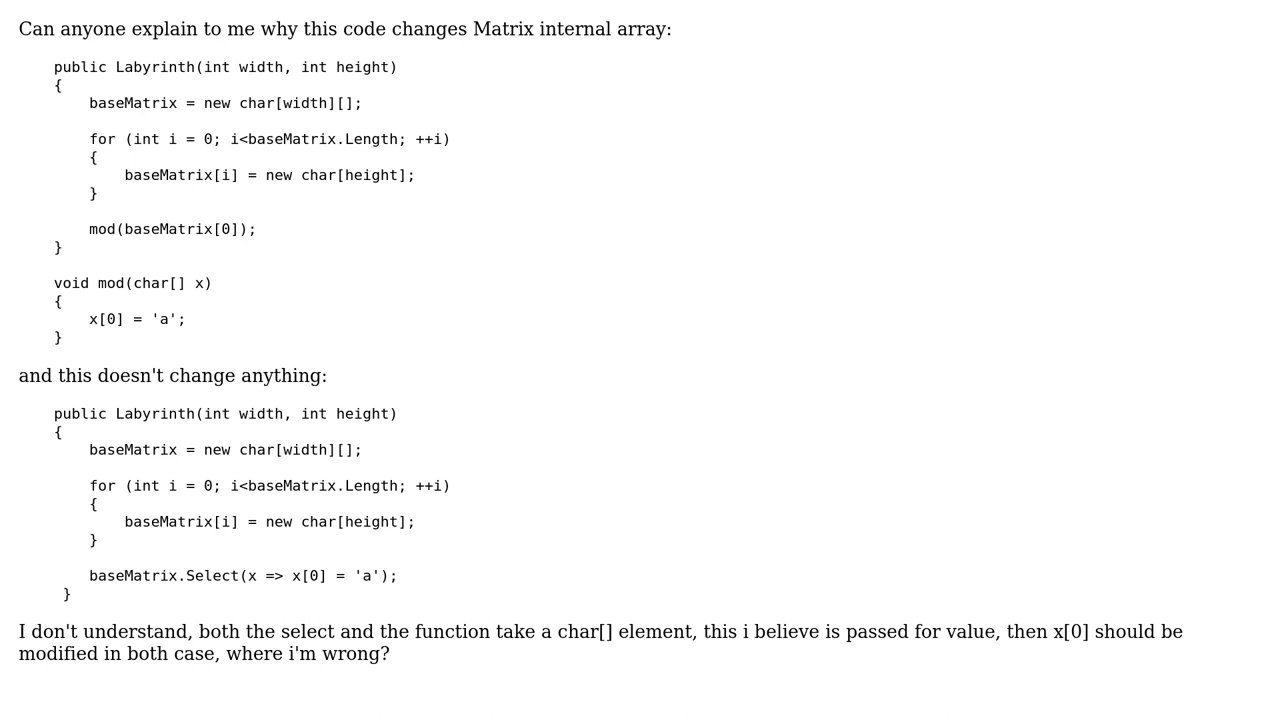 Can anyone explain to me why this code changes Matrix internal array:
public Labyrinth(int width, int height)
{
    baseMatrix = new char[width][];
    for (int i = 0; i<baseMatrix.Length; ++i)
    {
        baseMatrix[i] = new char[height];
    }
    mod(baseMatrix[0]);
}
void mod(char[] x)
{
    x[0] = 'a';
}
and this doesn't change anything:
public Labyrinth(int width, int height)
{
    baseMatrix = new char[width][];
    for (int i = 0; i<baseMatrix.Length; ++i)
    {
        baseMatrix[i] = new char[height];
    }
    baseMatrix.Select(x => x[0] = 'a');
 }
I don't understand, both the select and the function take a char[] element, this i believe is passed for value, then x[0] should be
modified in both case, where i'm wrong?